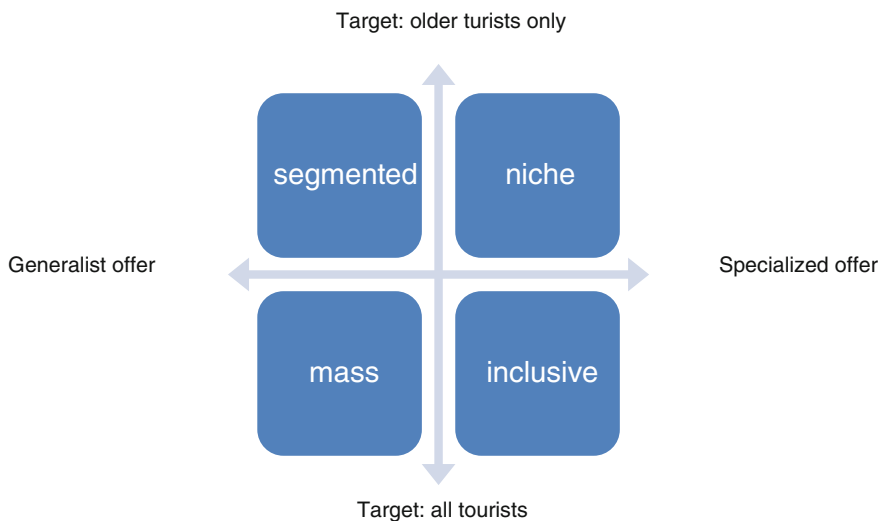 Target: older turists only
segmented
niche
Generalist offer
Specialized offer
mass
inclusive
Target: all tourists